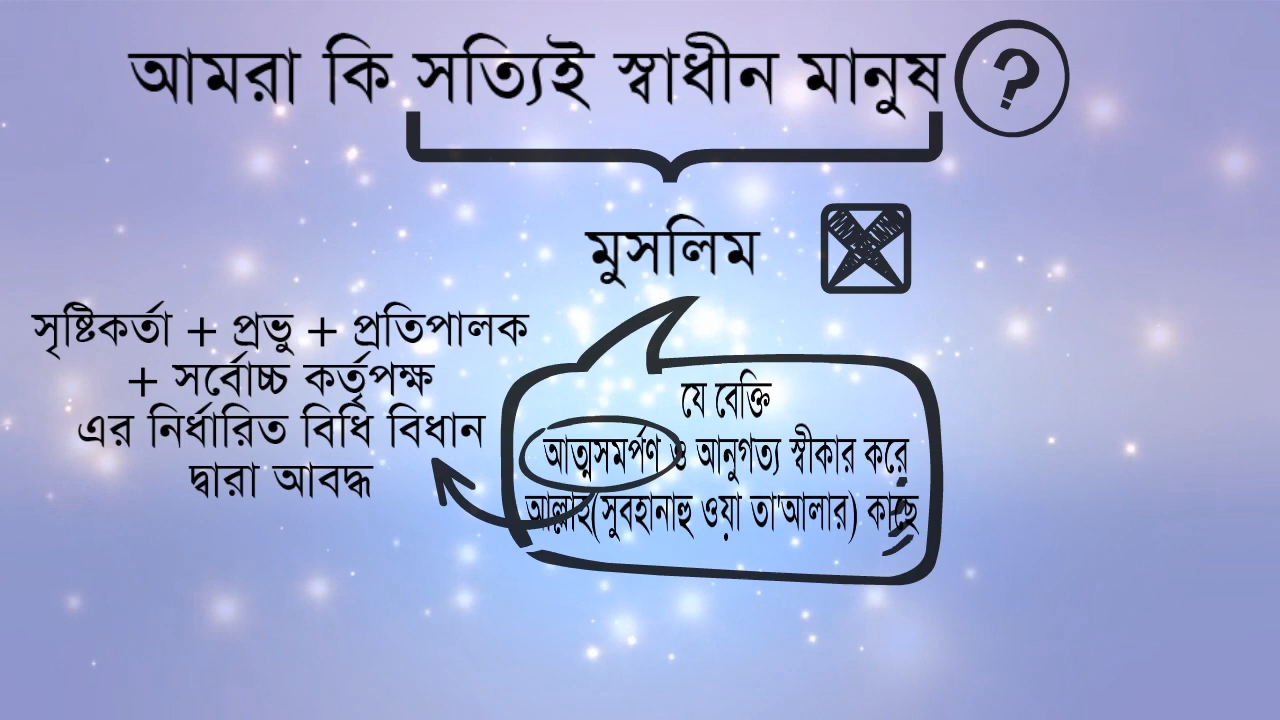 আমরা কি সত্যিই স্বাধীন মানুষ ?
মুসলিম
সৃষ্টিকর্তা + প্রভু + প্রতিপালক
+ সর্বোচ্চ কর্তৃপক্ষ
এর নির্ধারিত বিধি বিধান
দ্বারা আবদ্ধ
যে বেক্তি
আত্মসমর্পণ ও আনুগত্য স্বীকার করে
আল্লাহ(সুবহানাহু ওয়া তা'আলার) কাছে